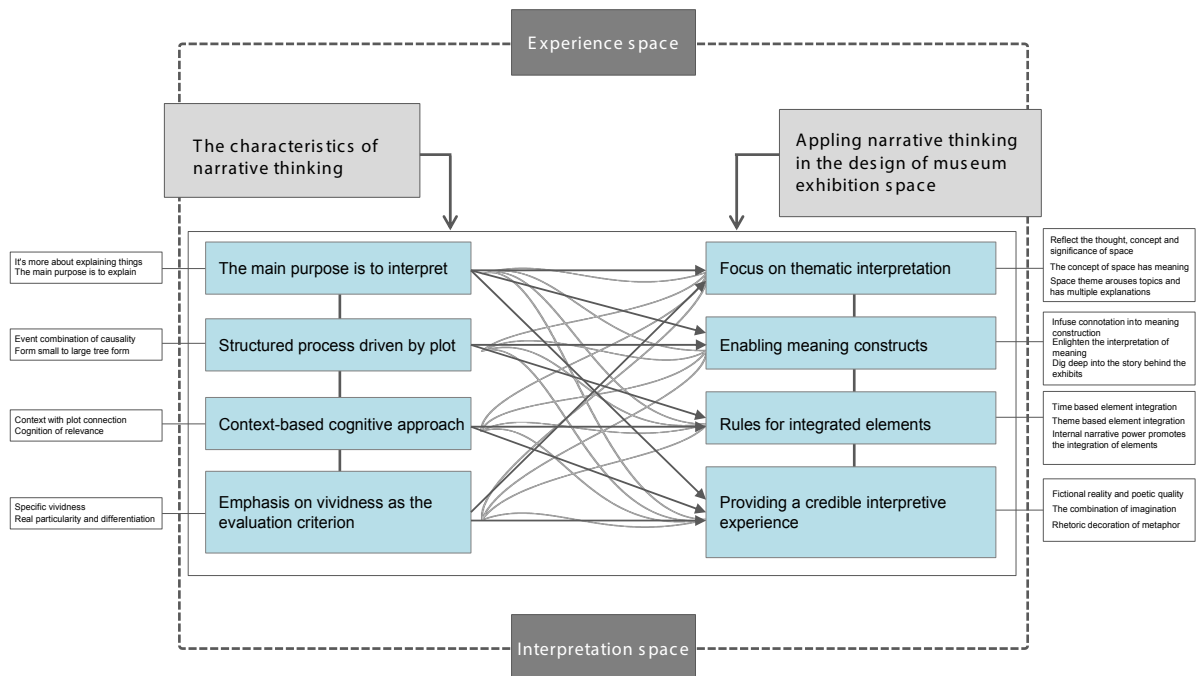 Experience space
The characteristics of
narrative thinking
Appling narrative thinking
in the design of museum
exhibition space
It's more about explaining things
The main purpose is to explain
The main purpose is to interpret
Focus on thematic interpretation
Reflect the thought, concept and
significance of space
The concept of space has meaning
Space theme arouses topics and
has multiple explanations
Event combination of causality
Form small to large tree form
Structured process driven by plot
Enabling meaning constructs
Infuse connotation into meaning
construction
Enlighten the interpretation of
meaning
Dig deep into the story behind the
exhibits
Context with plot connection
Cognition of relevance
Context-based cognitive approach
Rules for integrated elements
Time based element integration
Theme based element integration
Internal narrative power promotes
the integration of elements
Specific vividness
Real particularity and differentiation
Emphasis on vividness as the
evaluation criterion
Providing a credible interpretive
experience
Fictional reality and poetic quality
The combination of imagination
Rhetoric decoration of metaphor
Interpretation space